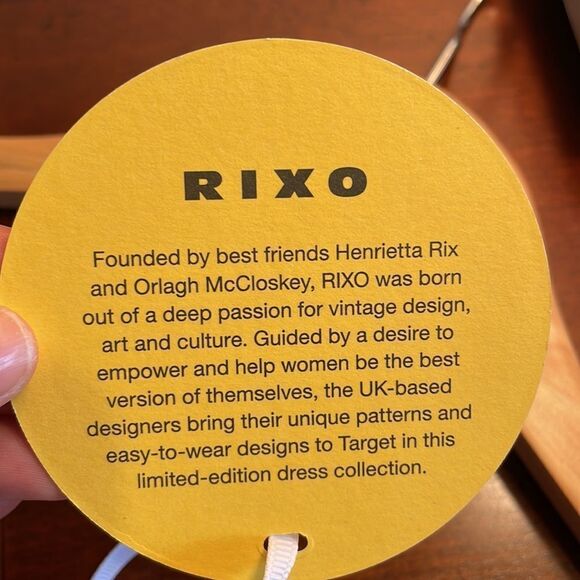 RIXO
Founded by best friends Henrietta Rix
and Orlagh McCloskey, RIXO was born
out of a deep passion for vintage design,
art and culture. Guided by a desire to
empower and help women be the best
version of themselves, the UK-based
designers bring their unique patterns and
easy-to-wear designs to Target in this
limited-edition dress collection.